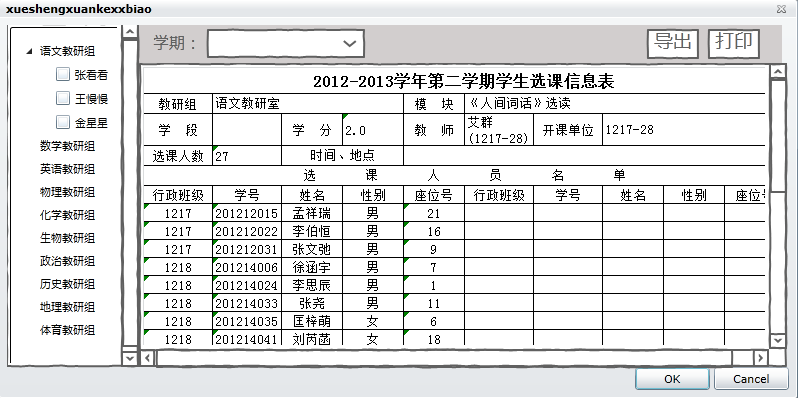 xueshengxuankexxbiao
学期： 导出 打印
语文教研组
张君君
王慢慢
金星星
数学教研组
英语教研组
物理教研组
化学教研组
生物教研组
政治教研组
历史教研组
地理教研组
体育教研组
2012-2013学年第二学期学生选课信息表
教研组 语文教研室 模 块 《人间词话》选读
学 段 学 分 2.0 教 师 艾群 (1217-28) 开课单位 1217-28
选课人数 27 时间、地点
选 课 人 员 名 单
行政班级 学号 姓名 性别 座位号 行政班级 学号 姓名 性别 座位号
1217 201212015 孟祥瑞 男 21
1217 201212022 李伯恒 男 16
1217 201212031 张文弛 男 9
1218 201214006 徐涵宇 男 7
1218 201214024 李思辰 男 1
1218 201214033 张尧 男 11
1218 201214035 匡梓萌 女 6
1218 201214041 刘芮菡 女 18
OK Cancel